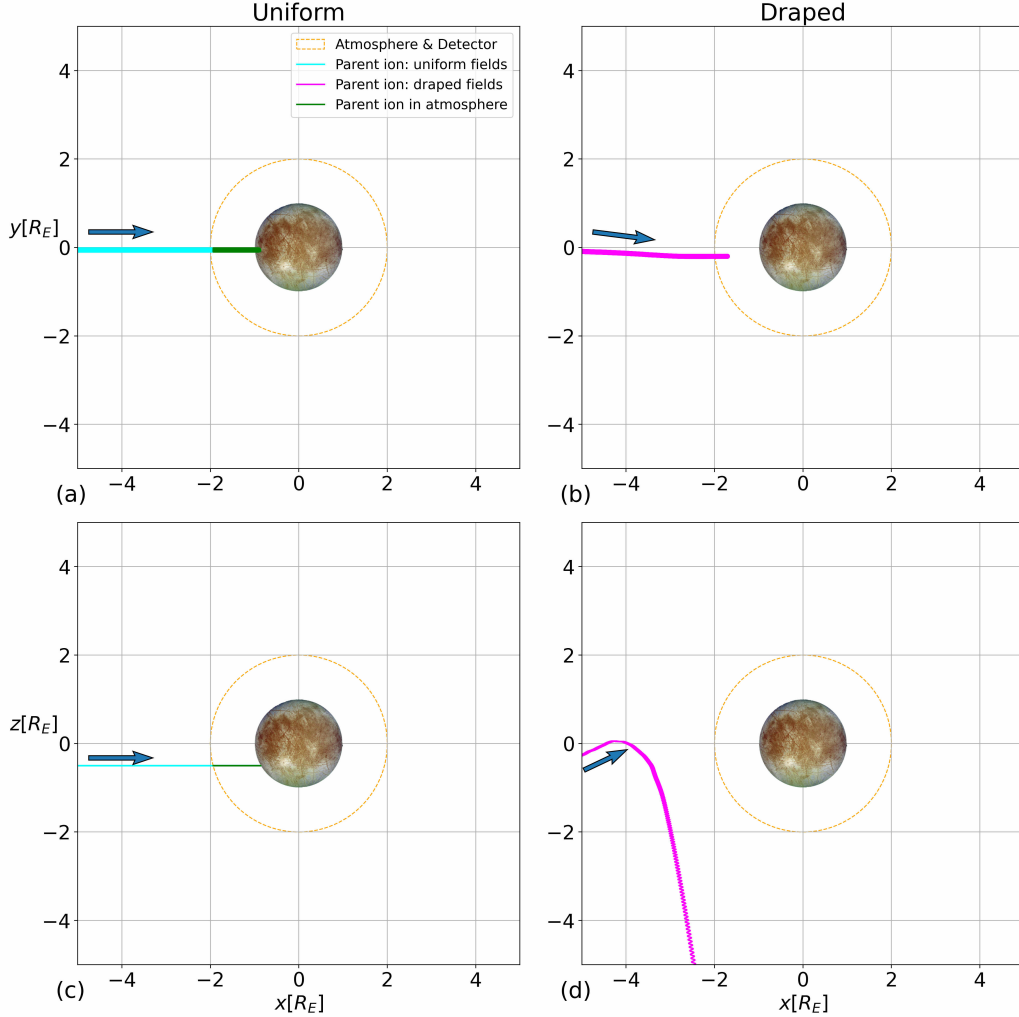 Uniform
Draped
Atmosphere & Detector
Parent ion: uniform fields
Parent ion: draped fields
Parent ion in atmosphere
4
2
0
−2
−4
y[R_E]
−4 −2 0 2 4
(a)
4
2
0
−2
−4
−4 −2 0 2 4
(b)
4
2
0
−2
−4
z[R_E]
−4 −2 0 2 4
x[R_E]
(c)
4
2
0
−2
−4
−4 −2 0 2 4
x[R_E]
(d)